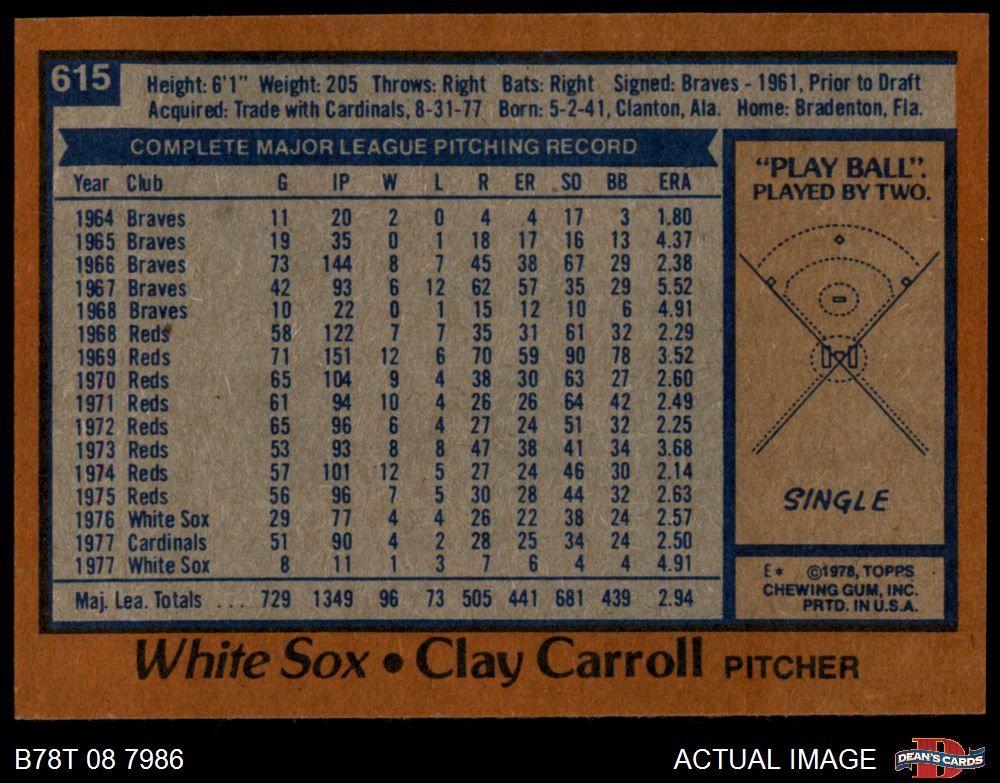 615
Height: 6'1" Weight: 205 Throws: Right Bats: Right Signed: Braves - 1961, Prior to Draft
Acquired: Trade with Cardinals, 8-31-77 Born: 5-2-41, Clanton, Ala. Home: Bradenton, Fla.
COMPLETE MAJOR LEAGUE PITCHING RECORD
Year Club G IP W L R ER SO BB ERA
1964 Braves 11 20 2 0 4 4 17 3 1.80
1965 Braves 19 35 0 1 18 17 16 13 4.37
1966 Braves 73 144 8 7 45 38 67 29 2.38
1967 Braves 42 93 6 12 62 57 35 29 5.52
1968 Braves 10 22 0 1 15 12 10 6 4.91
1968 Reds 58 122 7 7 35 31 61 32 2.29
1969 Reds 71 151 12 6 70 59 90 78 3.52
1970 Reds 65 104 9 4 38 30 63 27 2.60
1971 Reds 61 94 10 4 26 26 64 42 2.49
1972 Reds 65 96 6 4 27 24 51 32 2.25
1973 Reds 53 93 8 8 47 38 41 34 3.68
1974 Reds 57 101 12 5 27 24 46 30 2.14
1975 Reds 56 96 7 5 30 28 44 32 2.63
1976 White Sox 29 77 4 4 26 22 38 24 2.57
1977 Cardinals 51 90 4 2 28 25 34 24 2.50
1977 White Sox 8 11 1 3 7 6 4 4 4.91
Maj. Lea. Totals ... 729 1349 96 73 505 441 681 439 2.94
"PLAY BALL":
PLAYED BY TWO.
SINGLE
E* ©1978, TOPPS
CHEWING GUM, INC.
PRTD. IN U.S.A.
White Sox • Clay Carroll PITCHER
B78T 08 7986
ACTUAL IMAGE
D
DEAN'S CARDS